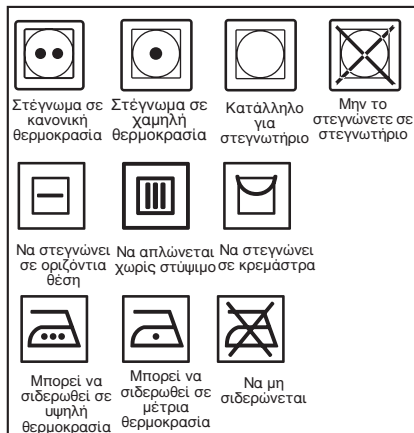 Στέγνωμα σε
κανονική
θερμοκρασία
Στέγνωμα σε
χαμηλή
θερμοκρασία
Κατάλληλο
για
στεγνωτήριο
Μην το
στεγνώνετε σε
στεγνωτήριο
Να στεγνώνει
σε οριζόντια
θέση
Να απλώνεται
χωρίς στύψιμο
Να στεγνώνει
σε κρεμάστρα
Μπορεί να
σιδερωθεί σε
υψηλή
θερμοκρασία
Μπορεί να
σιδερωθεί σε
μέτρια
θερμοκρασία
Να μη
σιδερώνεται